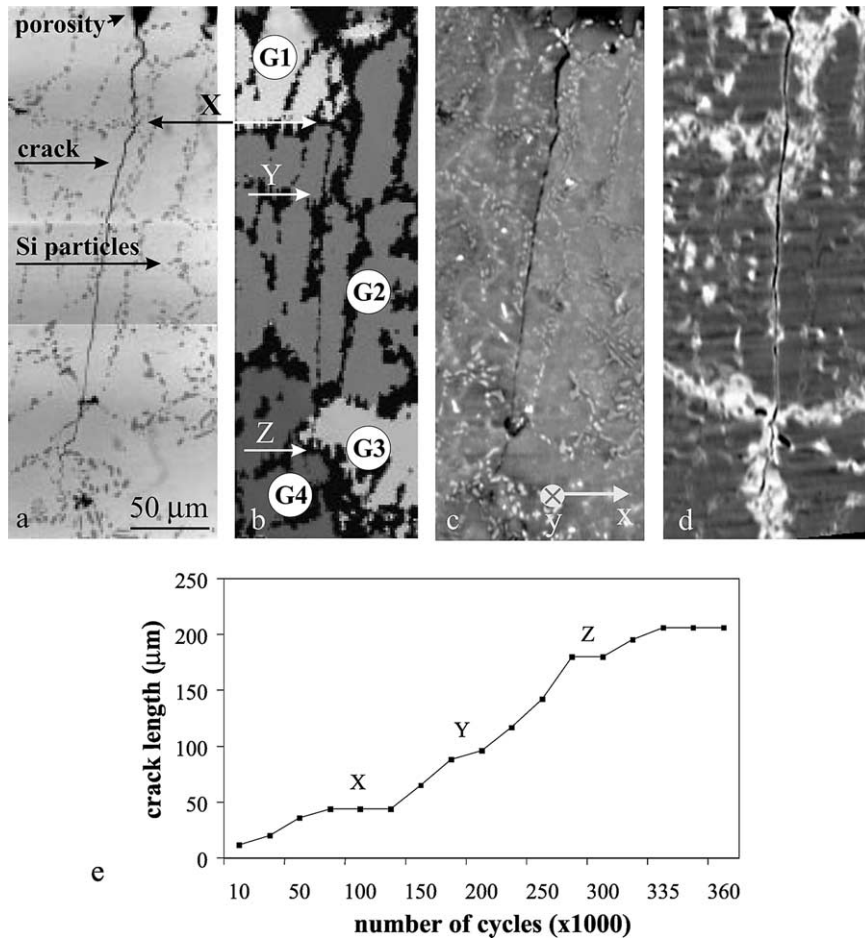 porosity
G1
X
crack
Y
Si particles
G2
Z
G3
G4
50 µm
a
b
c
y
x
d
250
200
150
100
50
0
crack length (µm)
X
Y
Z
10
50
100
150
200
250
300
335
360
number of cycles (x1000)
e